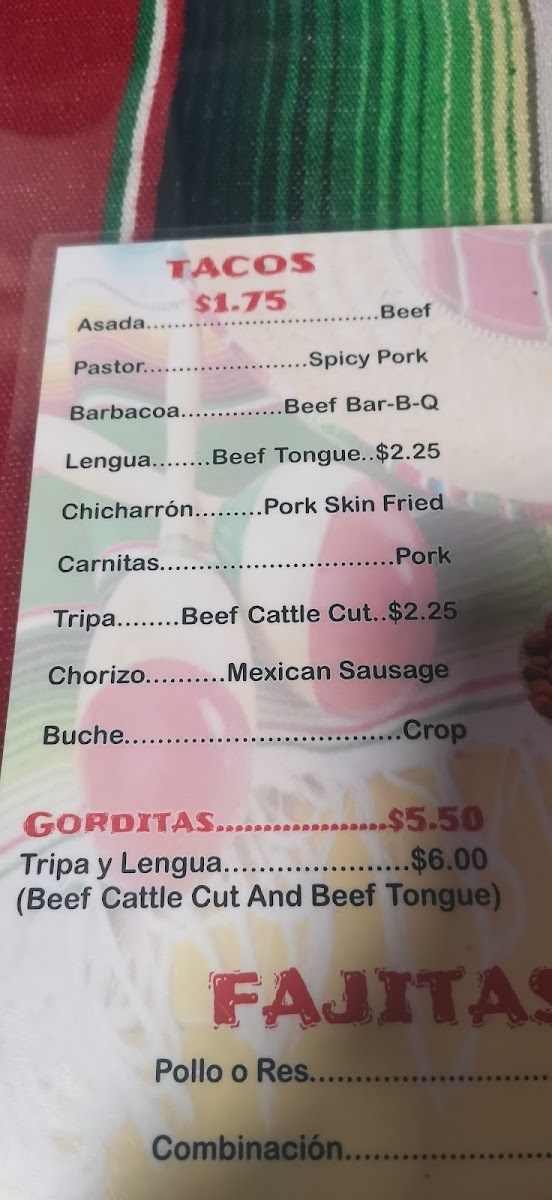 TACOS
$1.75
Asada..................................Beef
Pastor.......................Spicy Pork
Barbacoa..............Beef Bar-B-Q
Lengua........Beef Tongue..$2.25
Chicharrón.........Pork Skin Fried
Carnitas..............................Pork
Tripa........Beef Cattle Cut..$2.25
Chorizo..........Mexican Sausage
Buche...................................Crop
GORDITAS...................$5.50
Tripa y Lengua......................$6.00
(Beef Cattle Cut And Beef Tongue)
FAJITAS
Pollo o Res...........................
Combinación.......................